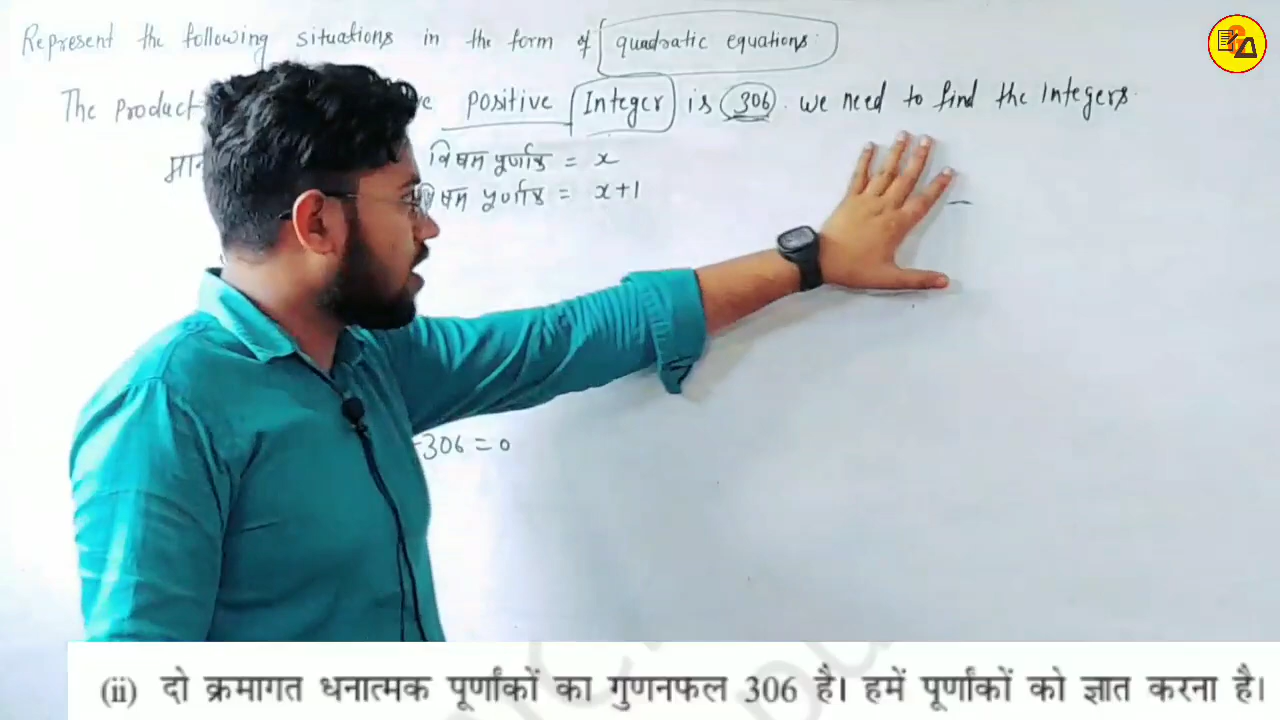 Represent the following situations in the form of quadratic equations.
The Product positive Integer is 306. we need to find the Integers.
विषम पूर्णांक = x
विषम पूर्णांक = x+1
-306 = 0
(ii) दो क्रमागत धनात्मक पूर्णांकों का गुणनफल 306 है। हमें पूर्णांकों को ज्ञात करना है।